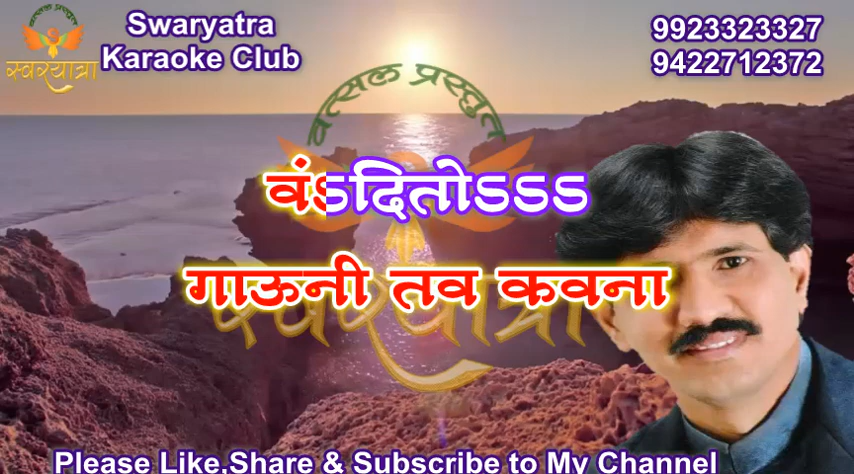 Swaryatra
Karaoke Club
9923323327
9422712372
स्वरयात्रा
वत्सल प्रस्तुत
वंऽदितोऽऽऽ
गाऊनी तव कवना
स्वरयात्रा
Please Like,Share & Subscribe to My Channel